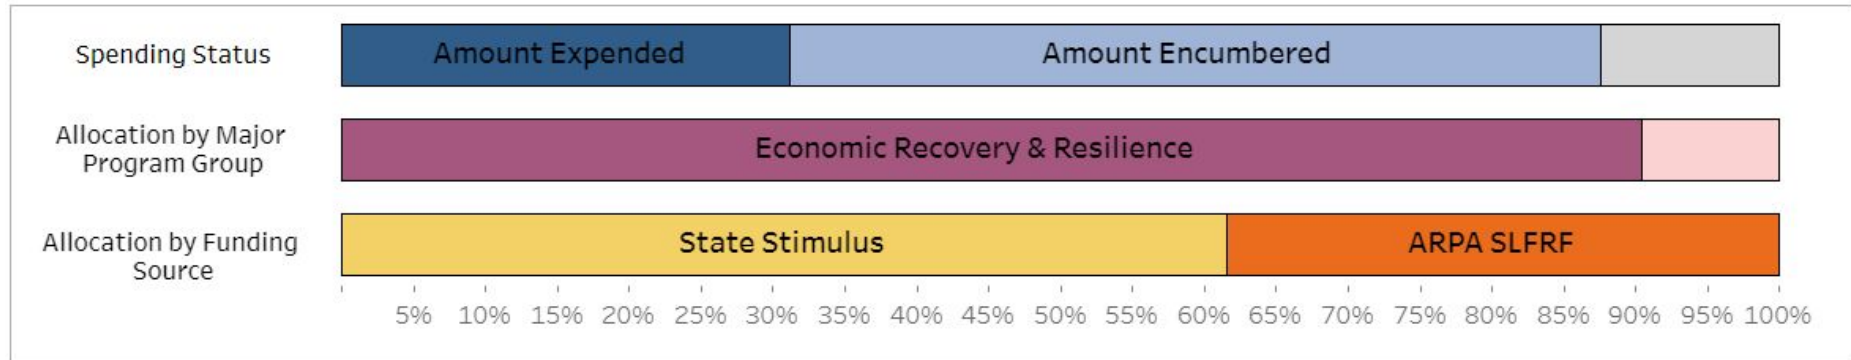 Spending Status
Amount Expended
Amount Encumbered
Allocation by Major
Program Group
Economic Recovery & Resilience
Allocation by Funding
Source
State Stimulus
ARPA SLFRF
5% 10% 15% 20% 25% 30% 35% 40% 45% 50% 55% 60% 65% 70% 75% 80% 85% 90% 95% 100%